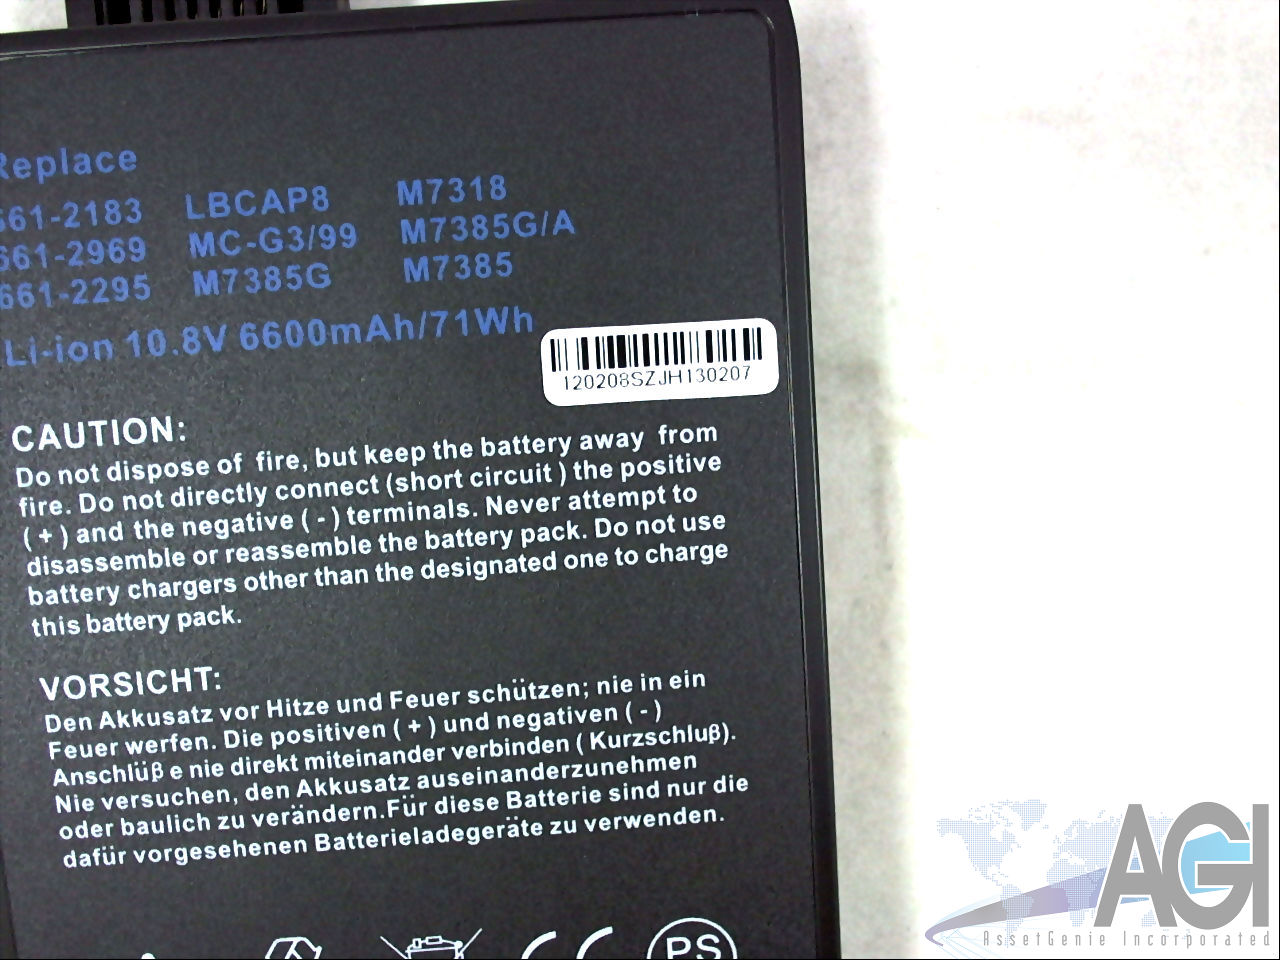 Replace
661-2183 LBCAP8 M7318
661-2969 MC-G3/99 M7385G/A
661-2295 M7385G M7385
Li-ion 10.8V 6600mAh/71Wh
120208SZJH130207
CAUTION:
Do not dispose of fire, but keep the battery away from
fire. Do not directly connect (short circuit ) the positive
( + ) and the negative ( - ) terminals. Never attempt to
disassemble or reassemble the battery pack. Do not use
battery chargers other than the designated one to charge
this battery pack.
VORSICHT:
Den Akkusatz vor Hitze und Feuer schützen; nie in ein
Feuer werfen. Die positiven ( + ) und negativen ( - )
Anschlüβ e nie direkt miteinander verbinden ( Kurzschluβ).
Nie versuchen, den Akkusatz auseinanderzunehmen
oder baulich zu verändern.Für diese Batterie sind nur die
dafür vorgesehenen Batterieladegeräte zu verwenden.
PS
AGI
AssetGenie Incorporated